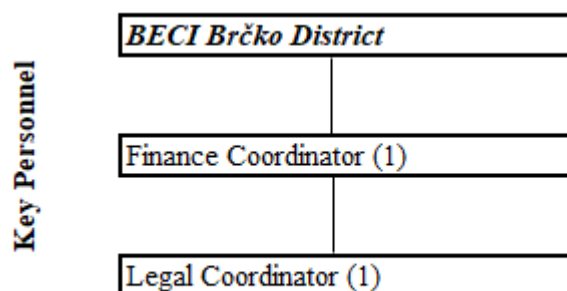 Key Personnel
BECI Brčko District
Finance Coordinator (1)
Legal Coordinator (1)